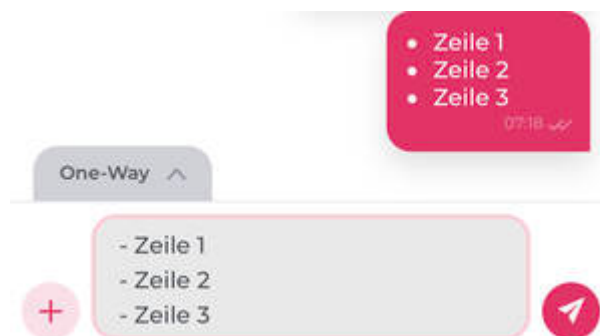 • Zeile 1
• Zeile 2
• Zeile 3
07:18
One-Way
- Zeile 1
- Zeile 2
- Zeile 3